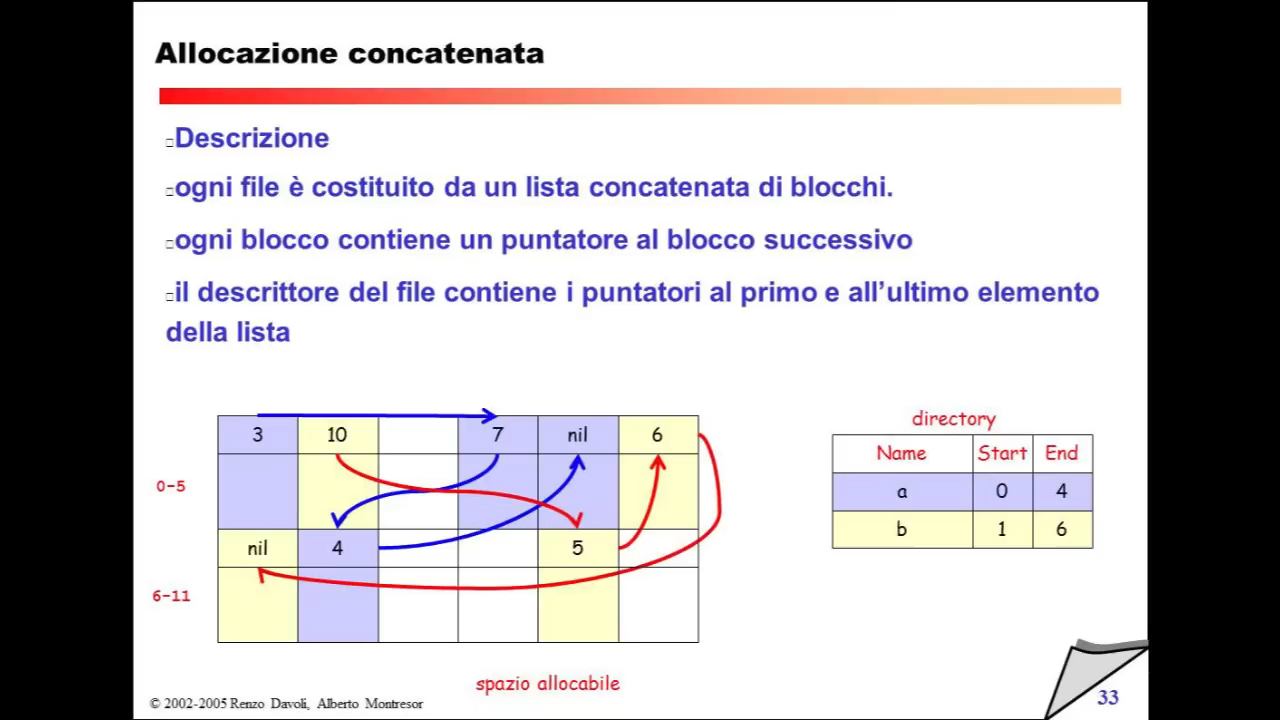 Allocazione concatenata
Descrizione
ogni file è costituito da un lista concatenata di blocchi.
ogni blocco contiene un puntatore al blocco successivo
il descrittore del file contiene i puntatori al primo e all’ultimo elemento
della lista
directory
3 10 7 nil 6
Name Start End
0-5
a 0 4
b 1 6
nil 4 5
6-11
spazio allocabile
© 2002-2005 Renzo Davoli, Alberto Montresor
33